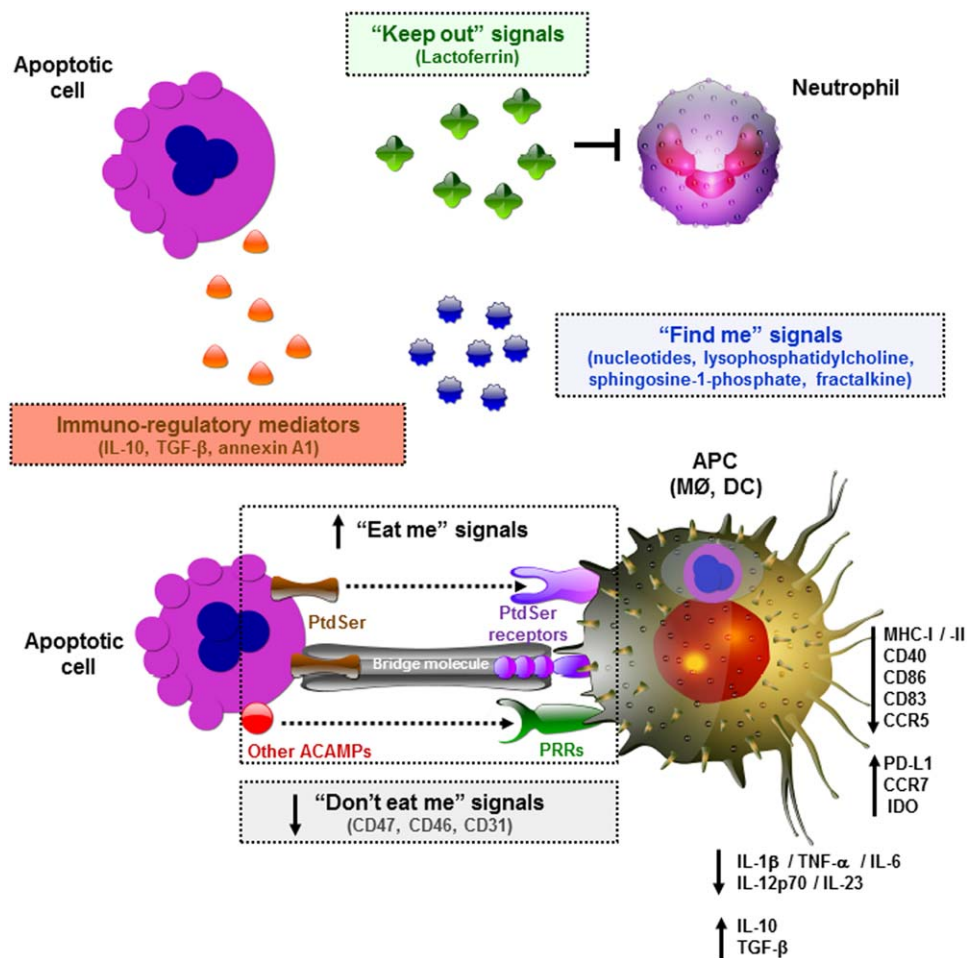 “Keep out” signals
(Lactoferrin)
Apoptotic
cell
Neutrophil
“Find me” signals
(nucleotides, lysophosphatidylcholine,
sphingosine-1-phosphate, fractalkine)
Immuno-regulatory mediators
(IL-10, TGF-β, annexin A1)
APC
(MØ, DC)
“Eat me” signals
PtdSer
PtdSer
receptors
Apoptotic
cell
Bridge molecule
Other ACAMPs
PRRs
“Don’t eat me” signals
(CD47, CD46, CD31)
MHC-I / -II
CD40
CD86
CD83
CCR5
PD-L1
CCR7
IDO
IL-1β / TNF-α / IL-6
IL-12p70 / IL-23
IL-10
TGF-β